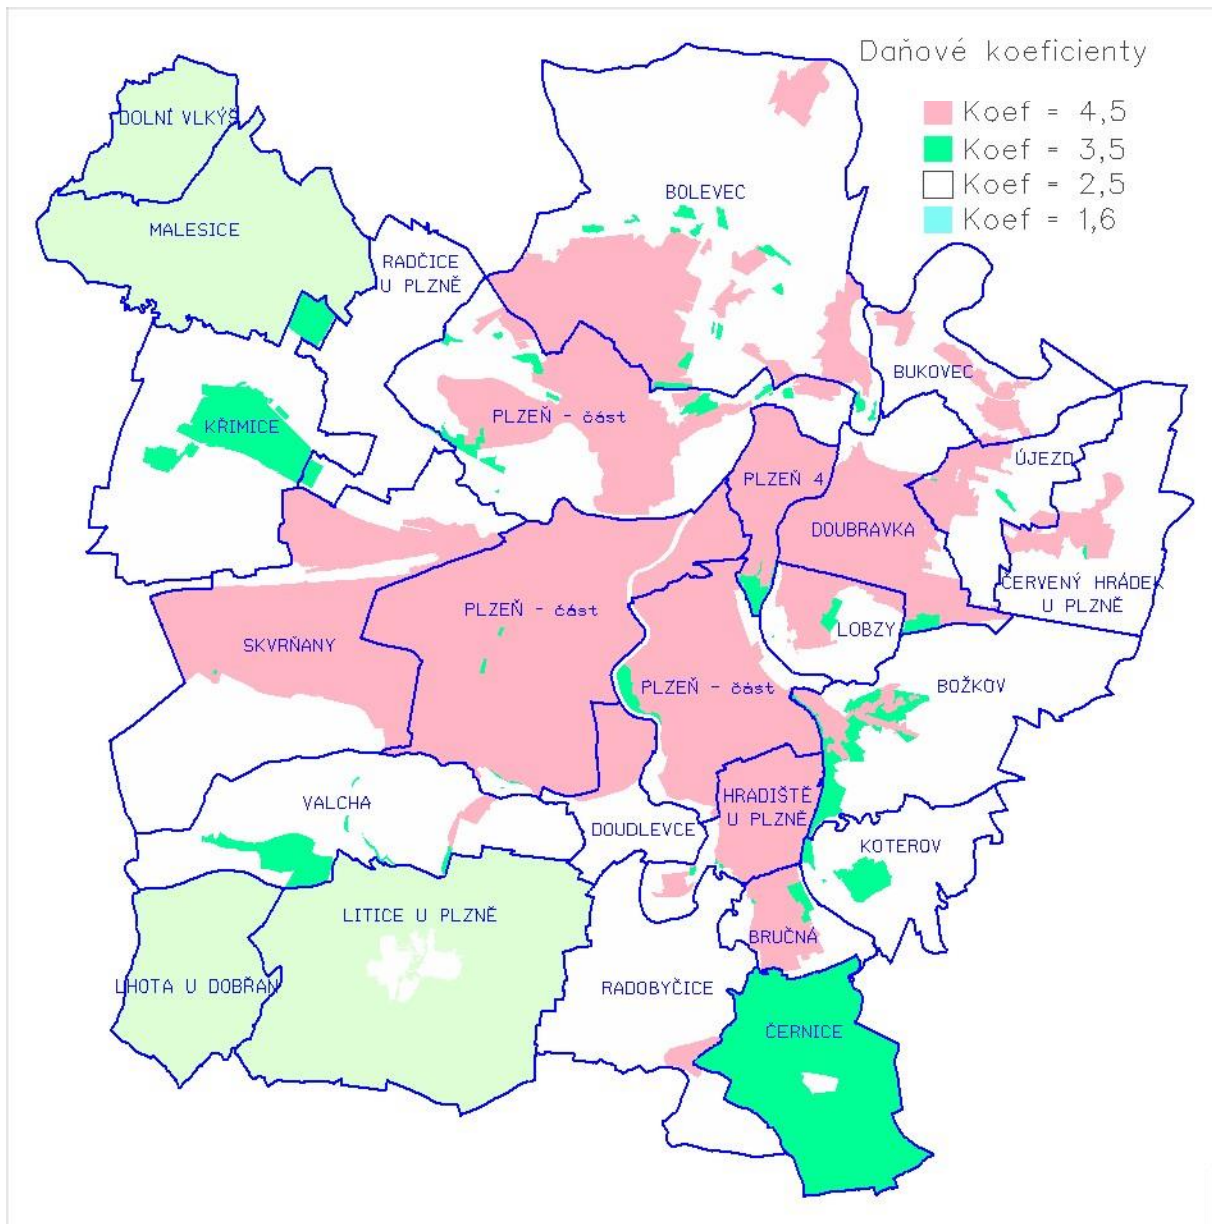 Daňové koeficienty
Koef = 4,5
Koef = 3,5
Koef = 2,5
Koef = 1,6
DOLNÍ VLKÝŠ
MALESICE
RADČICE
U PLZNĚ
BOLEVEC
BUKOVEC
KŘIMICE
PLZEŇ - část
ÚJEZD
PLZEŇ 4
DOUBRAVKA
ČERVENÝ HRÁDEK
U PLZNĚ
PLZEŇ - část
LOBZY
SKVRŇANY
PLZEŇ - část
BOŽKOV
VALCHA
HRADIŠTĚ
U PLZNĚ
DOUDLEVCE
KOTEROV
LITICE U PLZNĚ
BRUČNÁ
LHOTA U DOBŘAN
RADOBYČICE
ČERNICE